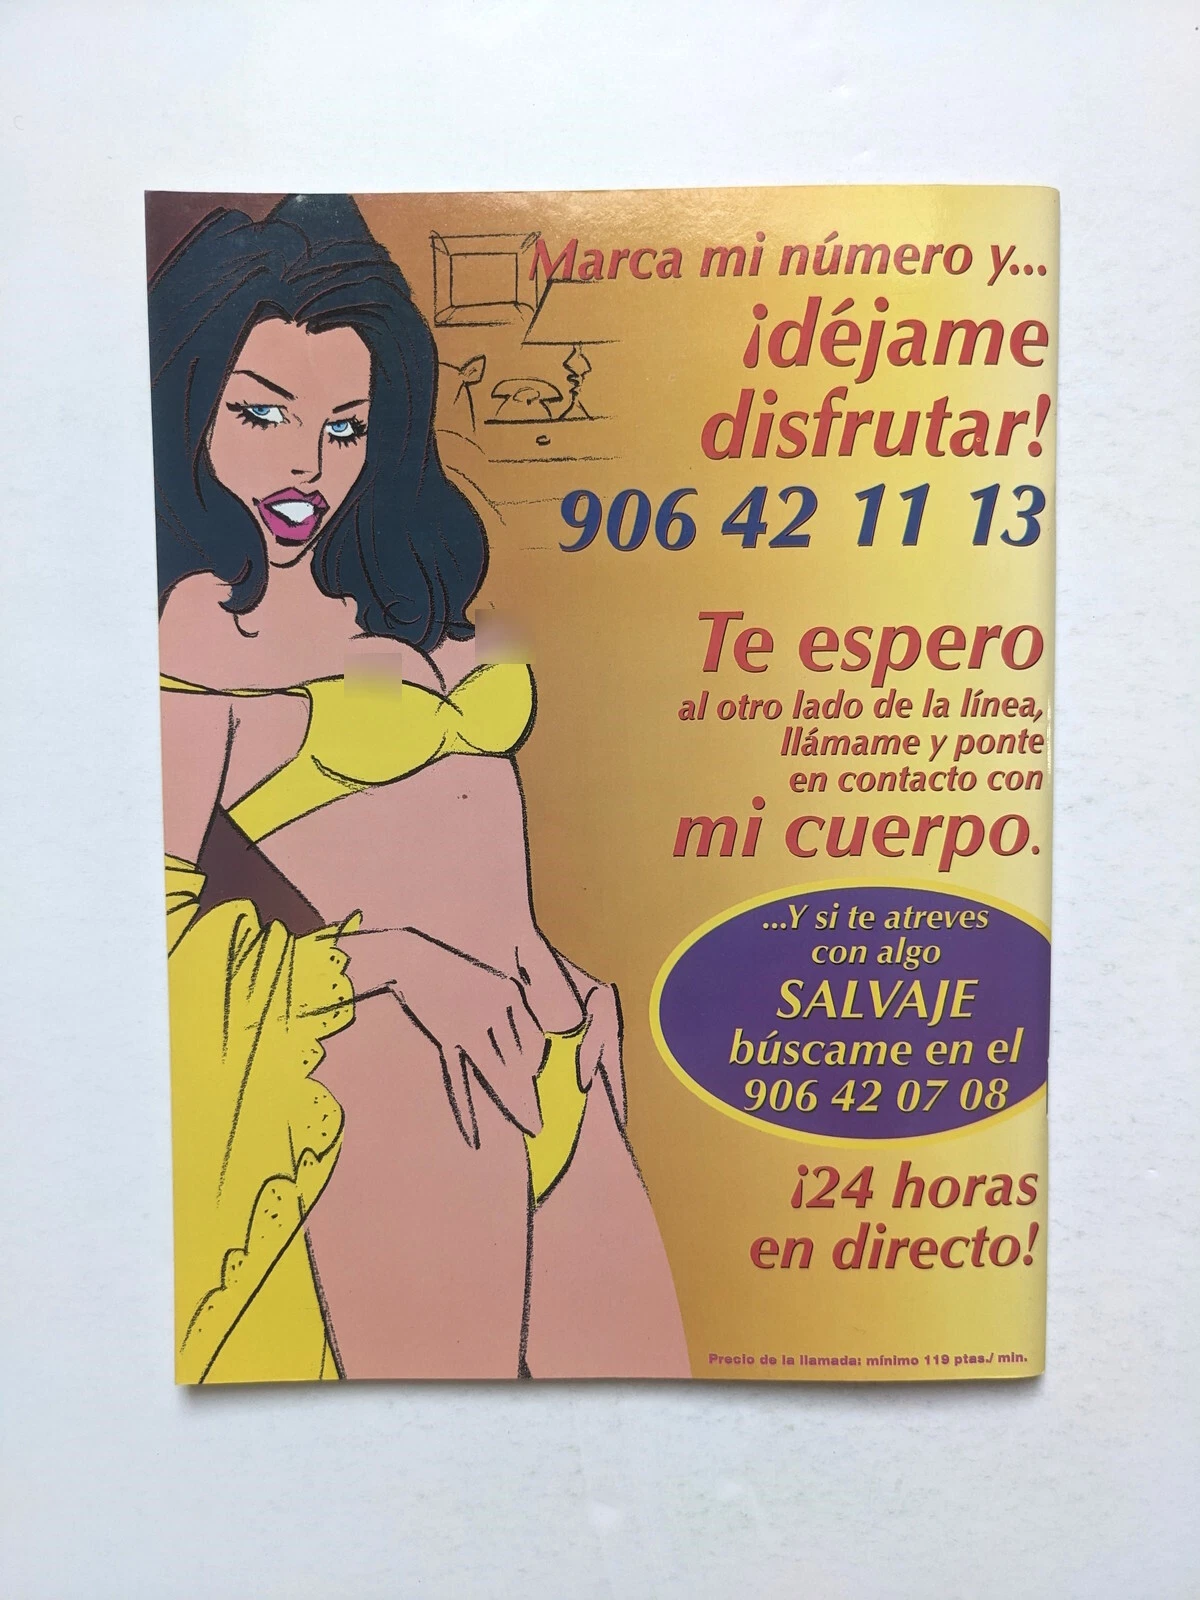 Marca mi número y...
¡déjame
disfrutar!
906 42 11 13
Te espero
al otro lado de la línea,
llámame y ponte
en contacto con
mi cuerpo.
...Y si te atreves
con algo
SALVAJE
búscame en el
906 42 07 08
¡24 horas
en directo!
Precio de la llamada: mínimo 119 ptas./ min.